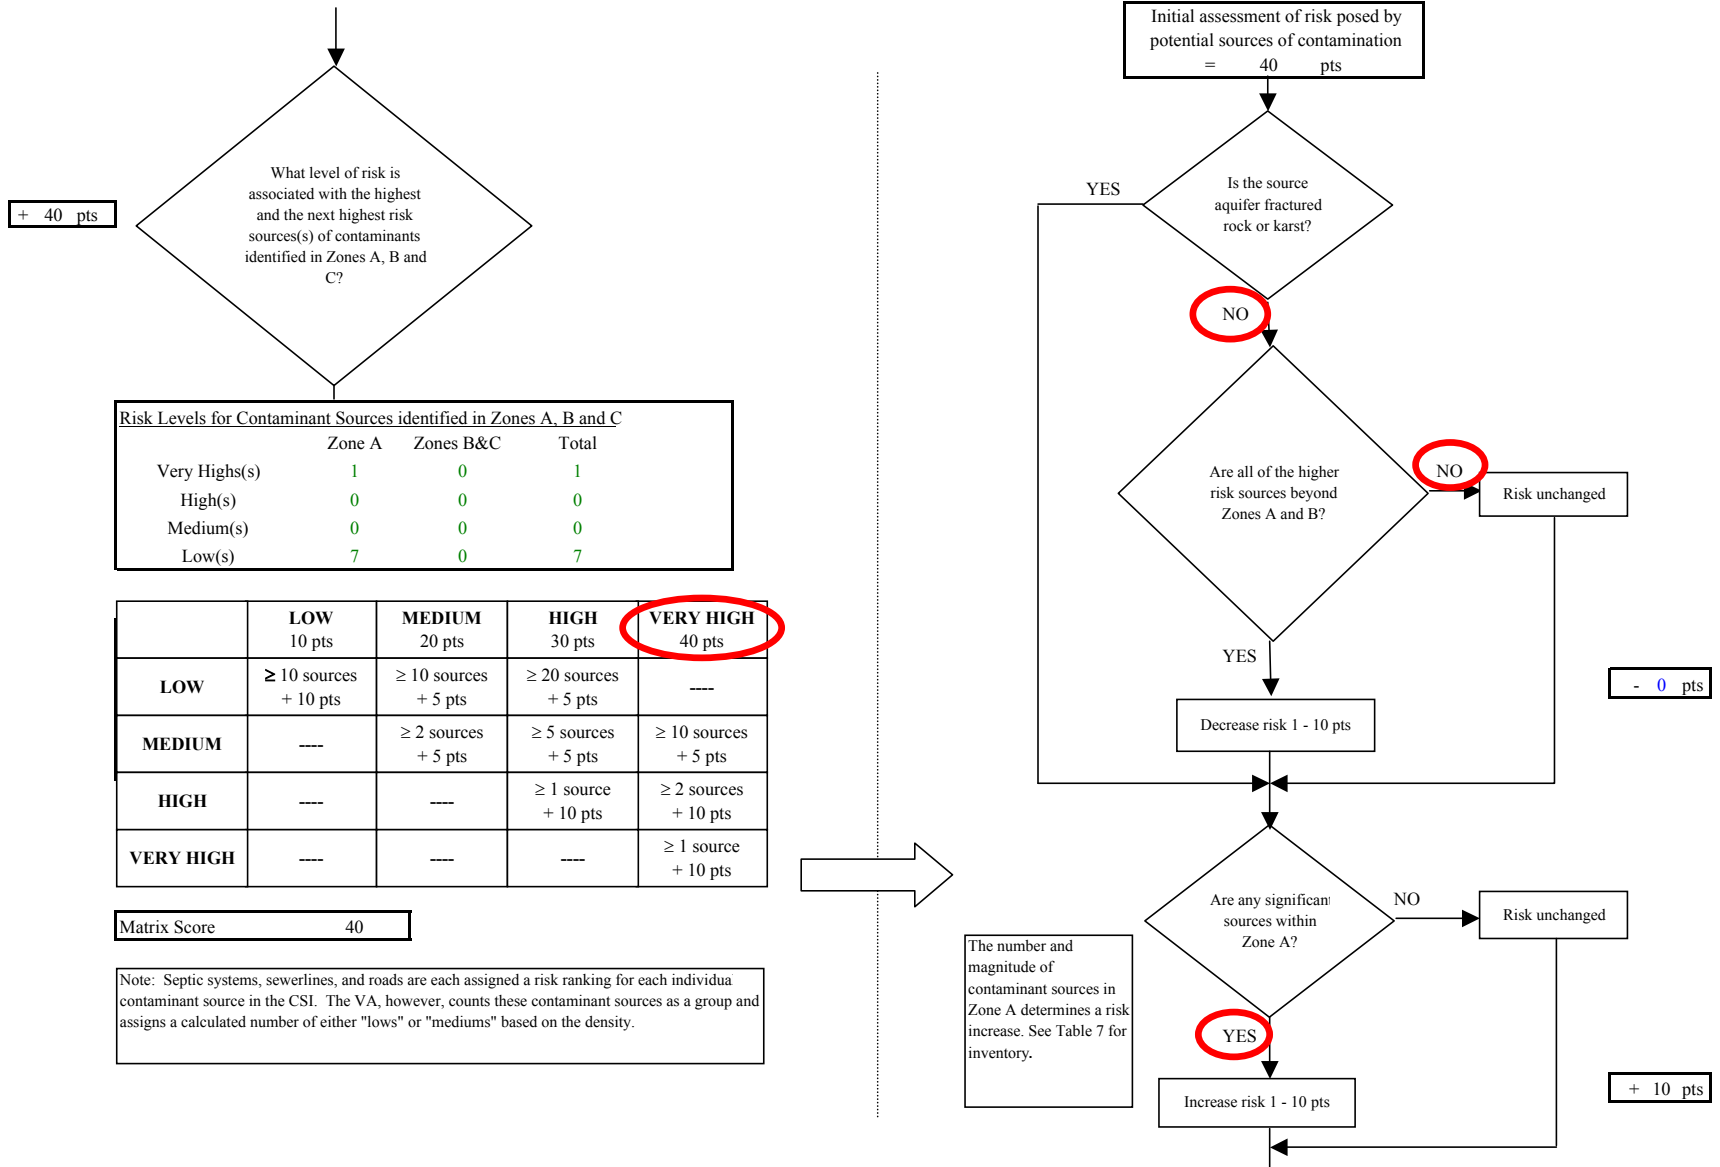 What level of risk is
associated with the highest
and the next highest risk
sources(s) of contaminants
identified in Zones A, B and
C?
+ 40 pts
Risk Levels for Contaminant Sources identified in Zones A, B and C
Zone A Zones B&C Total
Very Highs(s) 1 0 1
High(s) 0 0 0
Medium(s) 0 0 0
Low(s) 7 0 7
LOW MEDIUM HIGH VERY HIGH
10 pts 20 pts 30 pts 40 pts
LOW ≥ 10 sources + 10 pts ≥ 10 sources + 5 pts ≥ 20 sources + 5 pts ----
MEDIUM ---- ≥ 2 sources + 5 pts ≥ 5 sources + 5 pts ≥ 10 sources + 5 pts
HIGH ---- ---- ≥ 1 source + 10 pts ≥ 2 sources + 10 pts
VERY HIGH ---- ---- ---- ≥ 1 source + 10 pts
Matrix Score 40
Note: Septic systems, sewerlines, and roads are each assigned a risk ranking for each individua
contaminant source in the CSI. The VA, however, counts these contaminant sources as a group and
assigns a calculated number of either "lows" or "mediums" based on the density.
Initial assessment of risk posed by
potential sources of contamination
= 40 pts
Is the source
aquifer fractured
rock or karst?
YES
NO
Are all of the higher
risk sources beyond
Zones A and B?
NO
Risk unchanged
YES
Decrease risk 1 - 10 pts
- 0 pts
Are any significant
sources within
Zone A?
NO
Risk unchanged
The number and
magnitude of
contaminant sources in
Zone A determines a risk
increase. See Table 7 for
inventory.
YES
Increase risk 1 - 10 pts
+ 10 pts